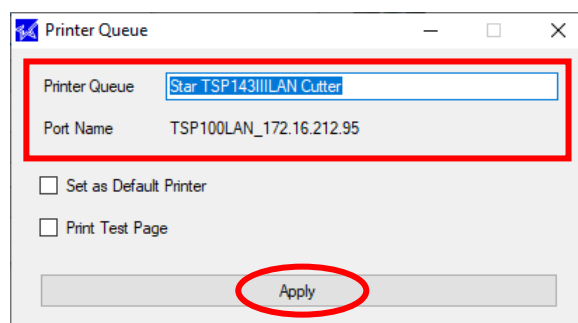 Printer Queue
Printer Queue Star TSP143IIILAN Cutter
Port Name TSP100LAN_172.16.212.95
Set as Default Printer
Print Test Page
Apply